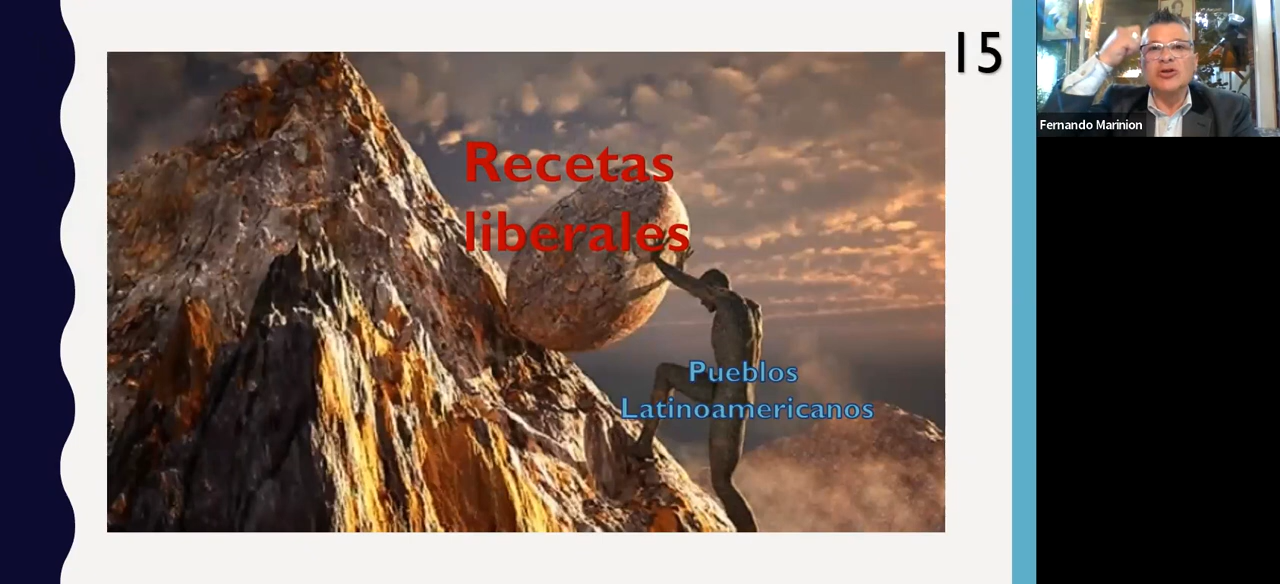 15
Recetas
liberales
Pueblos
Latinoamericanos
Fernando Marinion